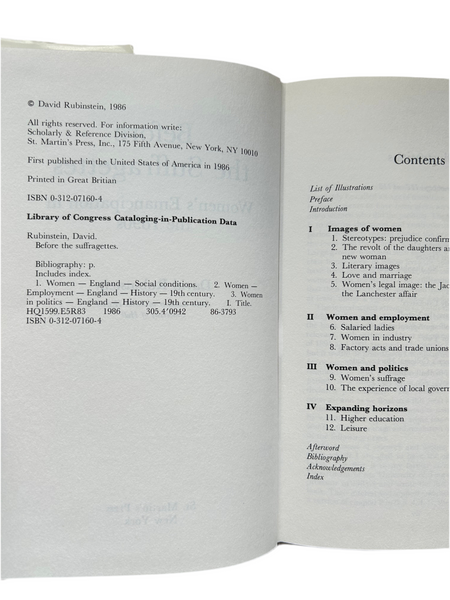 © David Rubinstein, 1986
All rights reserved. For information write:
Scholarly & Reference Division,
St. Martin's Press, Inc., 175 Fifth Avenue, New York, NY 10010
First published in the United States of America in 1986
Printed in Great Britian
ISBN 0-312-07160-4
Library of Congress Cataloging-in-Publication Data
Rubinstein, David.
Before the suffragettes.
Bibliography: p.
Includes index.
1. Women — England — Social conditions. 2. Women —
Employment — England — History — 19th century. 3. Women
in politics — England — History — 19th century. I. Title.
HQ1599.E5R83 1986 305.4'0942 86-3793
ISBN 0-312-07160-4
Contents
List of Illustrations
Preface
Introduction
I Images of women
1. Stereotypes: prejudice confirm
2. The revolt of the daughters a
new woman
3. Literary images
4. Love and marriage
5. Women's legal image: the Jac
the Lanchester affair
II Women and employment
6. Salaried ladies
7. Women in industry
8. Factory acts and trade unions
III Women and politics
9. Women's suffrage
10. The experience of local govern
IV Expanding horizons
11. Higher education
12. Leisure
Afterword
Bibliography
Acknowledgements
Index